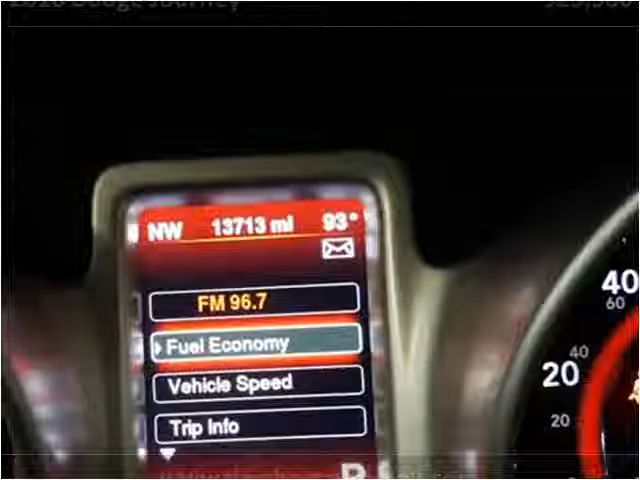 NW 13713 mi 93°
FM 96.7
Fuel Economy
Vehicle Speed
Trip Info
40
60
40
20
20